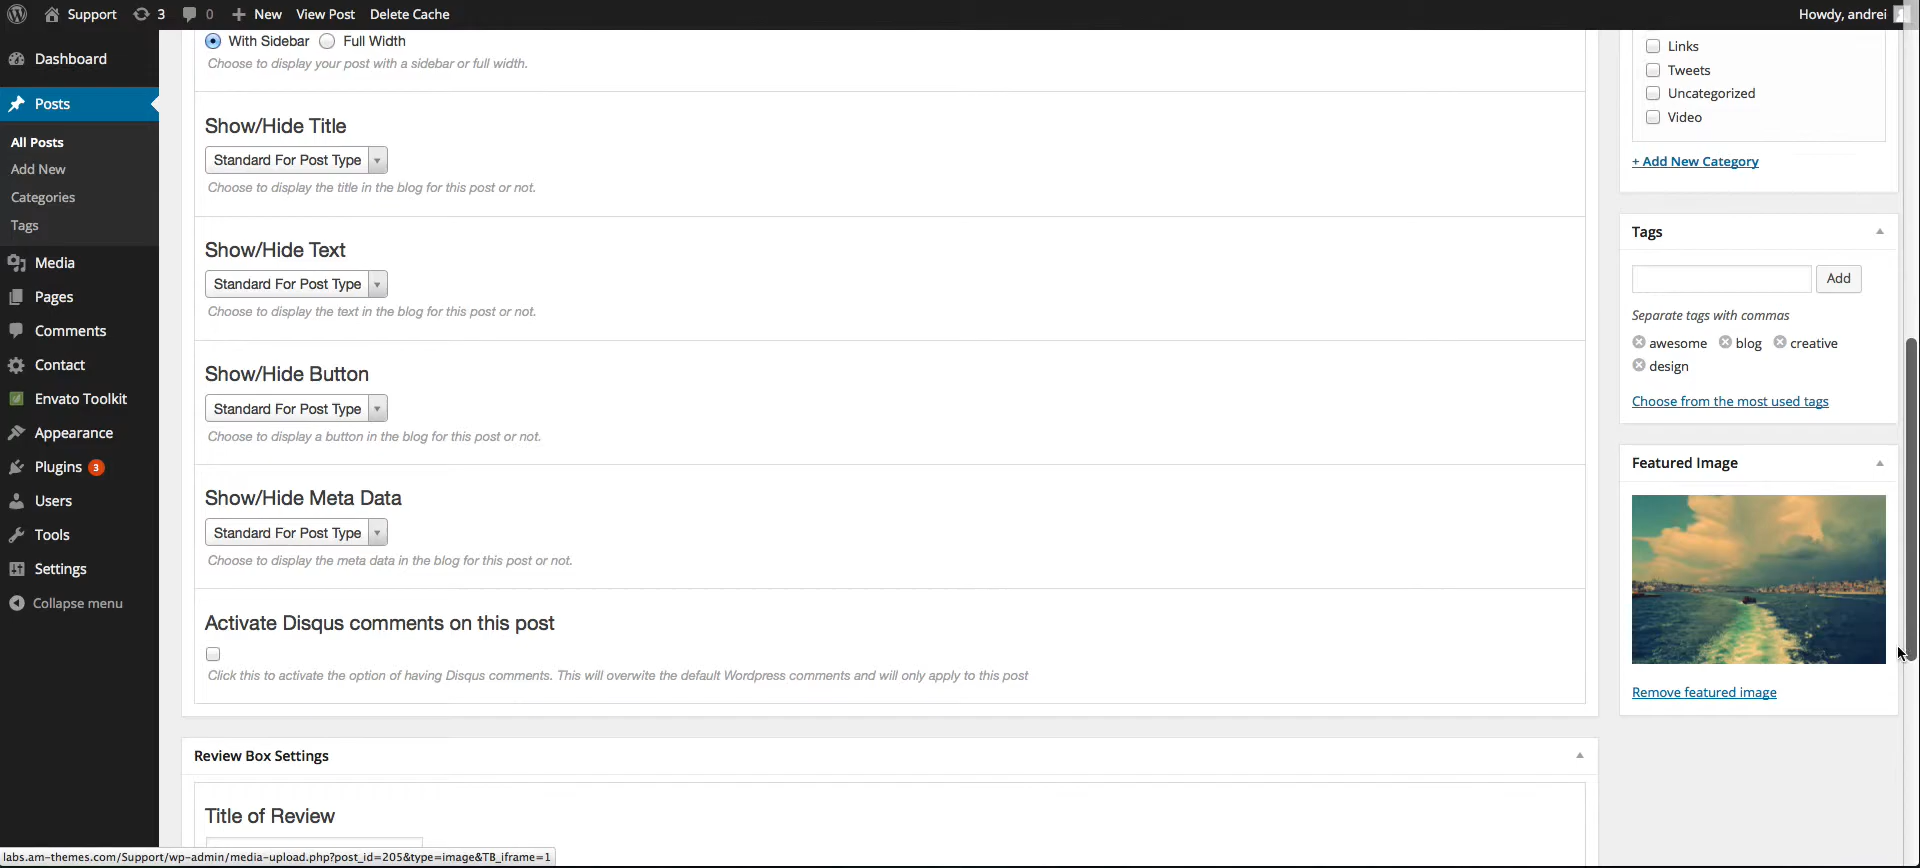 Support 3 0 New View Post Delete Cache Howdy, andrei
Dashboard
Posts
All Posts
Add New
Categories
Tags
Media
Pages
Comments
Contact
Envato Toolkit
Appearance
Plugins 3
Users
Tools
Settings
Collapse menu
With Sidebar Full Width
Choose to display your post with a sidebar or full width.
Show/Hide Title
Standard For Post Type
Choose to display the title in the blog for this post or not.
Show/Hide Text
Standard For Post Type
Choose to display the text in the blog for this post or not.
Show/Hide Button
Standard For Post Type
Choose to display a button in the blog for this post or not.
Show/Hide Meta Data
Standard For Post Type
Choose to display the meta data in the blog for this post or not.
Activate Disqus comments on this post
Click this to activate the option of having Disqus comments. This will overwite the default Wordpress comments and will only apply to this post
Review Box Settings
Title of Review
Links
Tweets
Uncategorized
Video
+ Add New Category
Tags
Add
Separate tags with commas
awesome blog creative
design
Choose from the most used tags
Featured Image
Remove featured image
labs.am-themes.com/Support/wp-admin/media-upload.php?post_id=205&type=image&TB_iframe=1